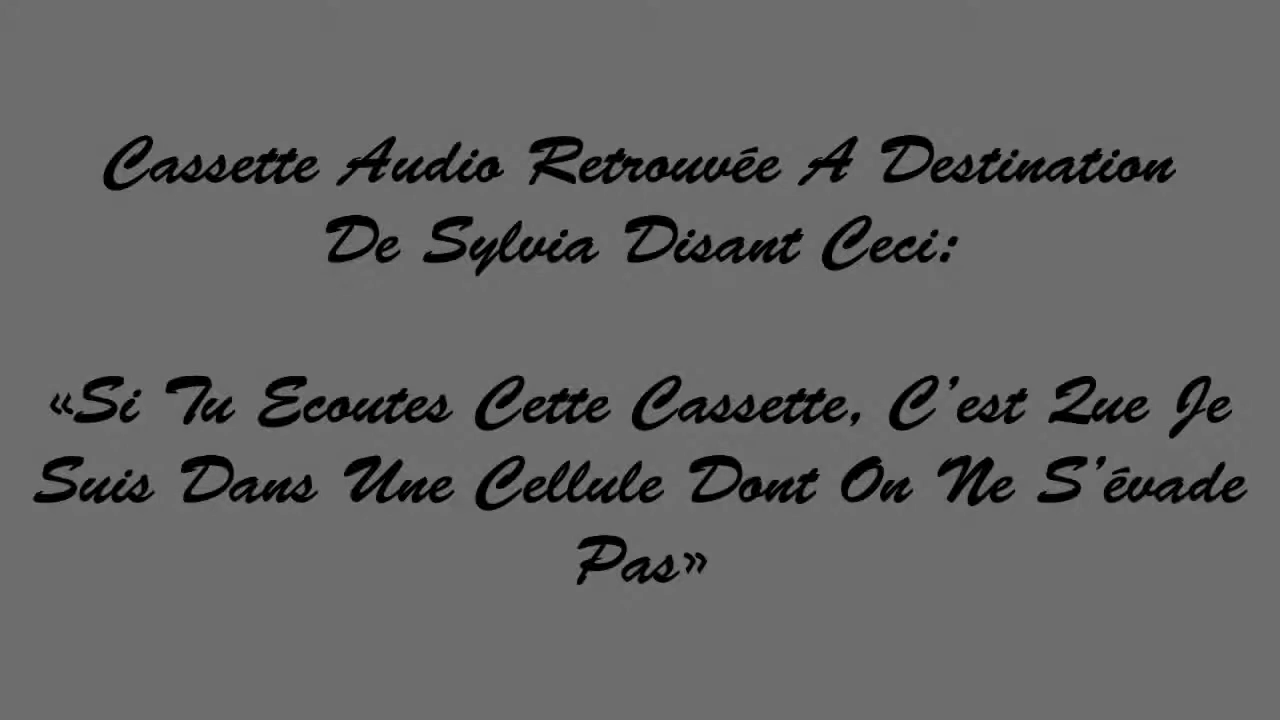 Cassette Audio Retrouvée A Destination
De Sylvia Disant Ceci:
«Si Tu Ecoutes Cette Cassette, C’est Que Je
Suis Dans Une Cellule Dont On Ne S’évade
Pas»